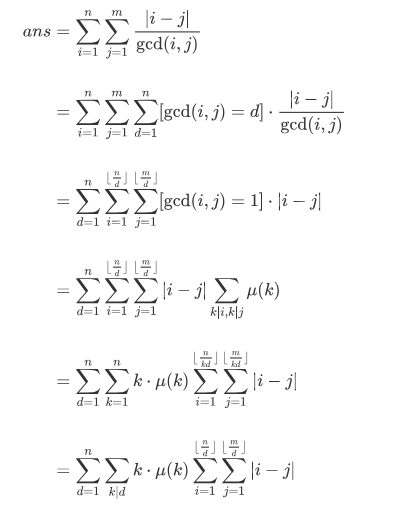 $ans = \sum_{i=1}^{n} \sum_{j=1}^{m} \frac{|i-j|}{\gcd(i,j)}$
$= \sum_{i=1}^{n} \sum_{j=1}^{m} \sum_{d=1}^{n} [\gcd(i,j) = d] \cdot \frac{|i-j|}{\gcd(i,j)}$
$= \sum_{d=1}^{n} \sum_{i=1}^{\lfloor \frac{n}{d} \rfloor} \sum_{j=1}^{\lfloor \frac{m}{d} \rfloor} [\gcd(i,j) = 1] \cdot |i-j|$
$= \sum_{d=1}^{n} \sum_{i=1}^{\lfloor \frac{n}{d} \rfloor} \sum_{j=1}^{\lfloor \frac{m}{d} \rfloor} |i-j| \sum_{k|i,k|j} \mu(k)$
$= \sum_{d=1}^{n} \sum_{k=1}^{n} k \cdot \mu(k) \sum_{i=1}^{\lfloor \frac{n}{kd} \rfloor} \sum_{j=1}^{\lfloor \frac{m}{kd} \rfloor} |i-j|$
$= \sum_{d=1}^{n} \sum_{k|d} k \cdot \mu(k) \sum_{i=1}^{\lfloor \frac{n}{d} \rfloor} \sum_{j=1}^{\lfloor \frac{m}{d} \rfloor} |i-j|$